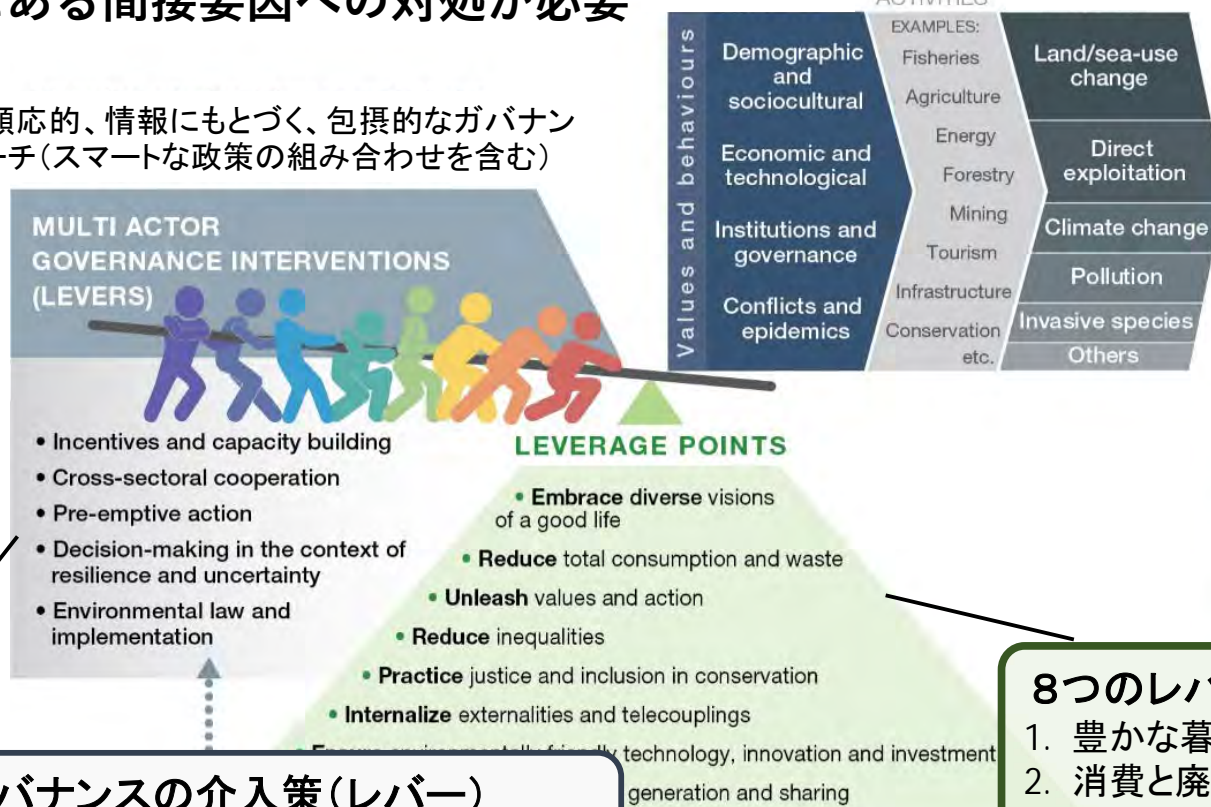 ある間接要因への対処が必要
順応的、情報にもとづく、包摂的なガバナン
ーチ(スマートな政策の組み合わせを含む)
MULTI ACTOR
GOVERNANCE INTERVENTIONS
(LEVERS)
• Incentives and capacity building
• Cross-sectoral cooperation
• Pre-emptive action
• Decision-making in the context of
resilience and uncertainty
• Environmental law and
implementation
Values and behaviours
Demographic
and
sociocultural
Economic and
technological
Institutions and
governance
Conflicts and
epidemics
ACTIVITIES
EXAMPLES:
Fisheries
Agriculture
Energy
Forestry
Mining
Tourism
Infrastructure
Conservation
etc.
Land/sea-use
change
Direct
exploitation
Climate change
Pollution
Invasive species
Others
LEVERAGE POINTS
• Embrace diverse visions
of a good life
• Reduce total consumption and waste
• Unleash values and action
• Reduce inequalities
• Practice justice and inclusion in conservation
• Internalize externalities and telecouplings
technology, innovation and investment
generation and sharing
バナンスの介入策(レバー)
8つのレバ
1. 豊かな暮
2. 消費と廃